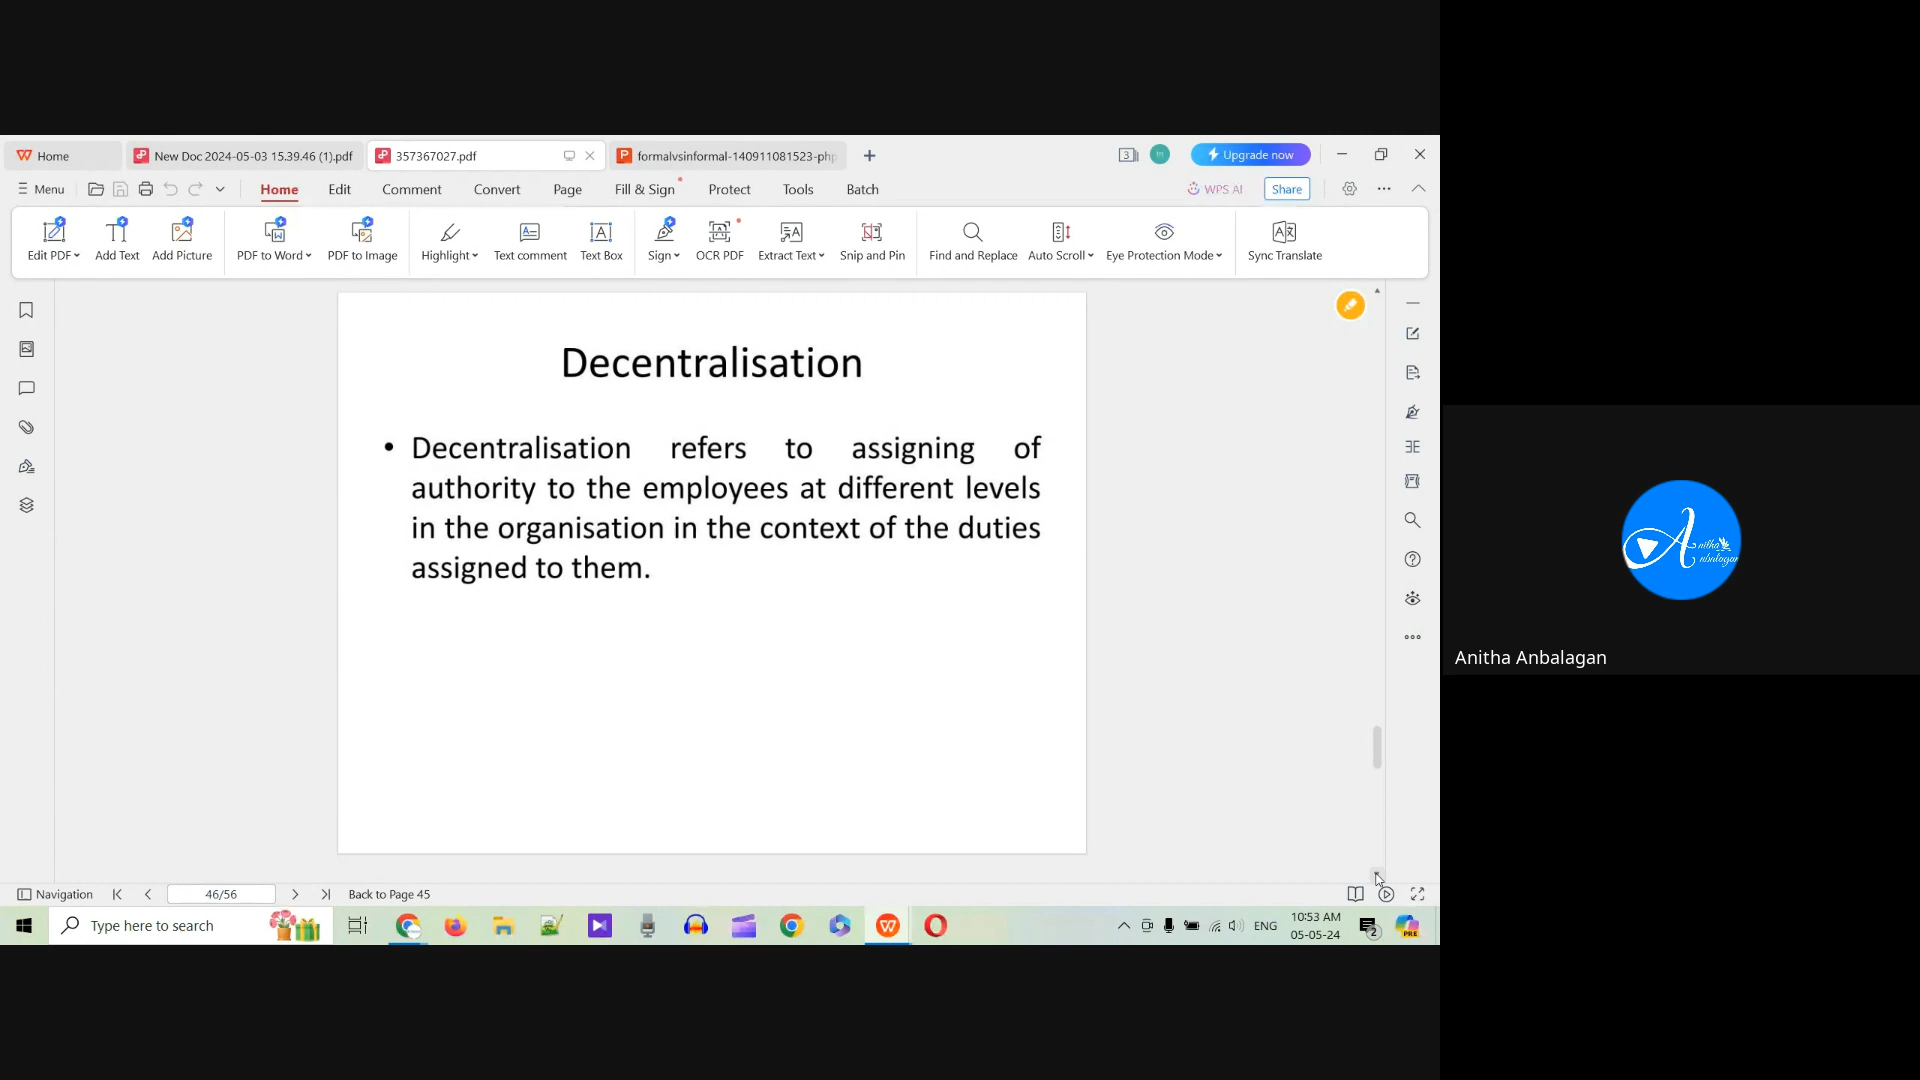 Home
New Doc 2024-05-03 15.39.46 (1).pdf
357367027.pdf
formalvsinformal-140911081523-php
3
Upgrade now
Menu
Home Edit Comment Convert Page Fill & Sign Protect Tools Batch
WPS AI
Share
Edit PDF Add Text Add Picture PDF to Word PDF to Image Highlight Text comment Text Box Sign OCR PDF Extract Text Snip and Pin Find and Replace Auto Scroll Eye Protection Mode Sync Translate
Decentralisation
• Decentralisation refers to assigning of
authority to the employees at different levels
in the organisation in the context of the duties
assigned to them.
Anitha Anbalagan
Navigation
46/56
Back to Page 45
Type here to search
ENG
10:53 AM
05-05-24
2
PRE